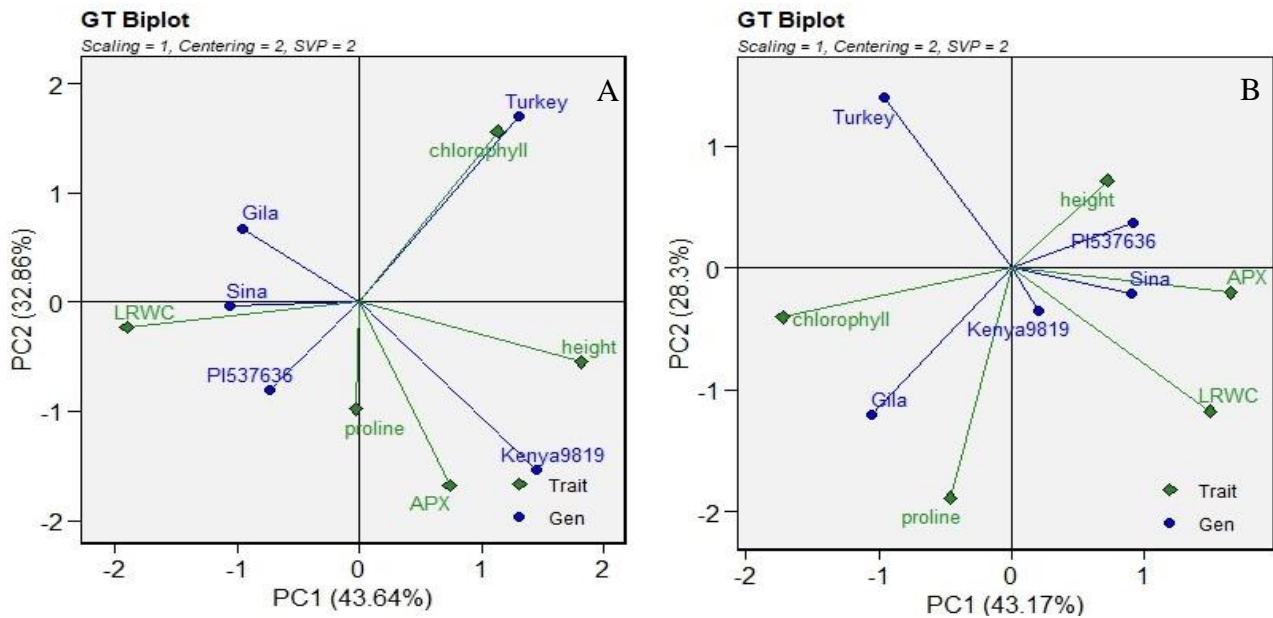 GT Biplot
Scaling = 1, Centering = 2, SVP = 2
A
2
1
0
-1
-2
PC2 (32.86%)
Turkey
chlorophyll
Gila
Sina
LRWC
height
PI537636
proline
Kenya9819
APX
Trait
Gen
-2 -1 0 1 2
PC1 (43.64%)
GT Biplot
Scaling = 1, Centering = 2, SVP = 2
B
1
0
-1
-2
PC2 (28.3%)
Turkey
height
PI537636
APX
Sina
chlorophyll
Kenya9819
LRWC
Gila
proline
Trait
Gen
-2 -1 0 1
PC1 (43.17%)